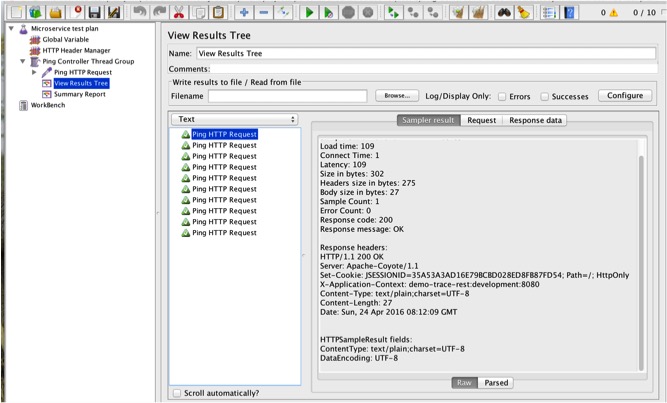 0
0 / 10
Microservice test plan
Global Variable
HTTP Header Manager
Ping Controller Thread Group
Ping HTTP Request
View Results Tree
Summary Report
WorkBench
View Results Tree
Name: View Results Tree
Comments:
Write results to file / Read from file
Filename
Browse...
Log/Display Only:
Errors
Successes
Configure
Text
Ping HTTP Request
Ping HTTP Request
Ping HTTP Request
Ping HTTP Request
Ping HTTP Request
Ping HTTP Request
Ping HTTP Request
Ping HTTP Request
Ping HTTP Request
Ping HTTP Request
Scroll automatically?
Sampler result
Request
Response data
Load time: 109
Connect Time: 1
Latency: 109
Size in bytes: 302
Headers size in bytes: 275
Body size in bytes: 27
Sample Count: 1
Error Count: 0
Response code: 200
Response message: OK
Response headers:
HTTP/1.1 200 OK
Server: Apache-Coyote/1.1
Set-Cookie: JSESSIONID=35A53A3AD16E79BCBD028ED8FB87FD54; Path=/; HttpOnly
X-Application-Context: demo-trace-rest:development:8080
Content-Type: text/plain;charset=UTF-8
Content-Length: 27
Date: Sun, 24 Apr 2016 08:12:09 GMT
HTTPSampleResult fields:
ContentType: text/plain;charset=UTF-8
DataEncoding: UTF-8
Raw
Parsed